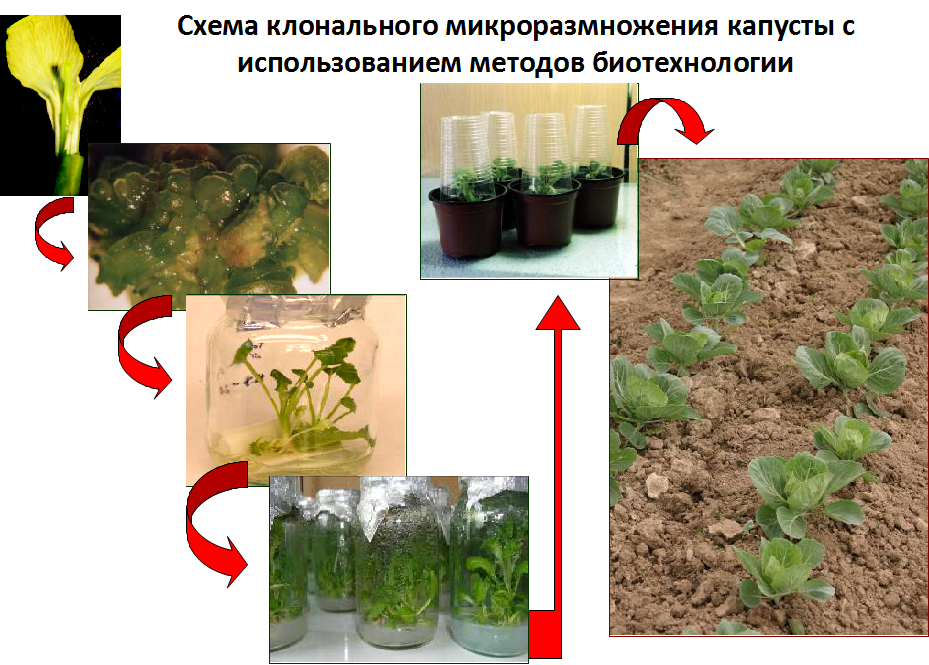 Схема клонального микроразмножения капусты с
использованием методов биотехнологии